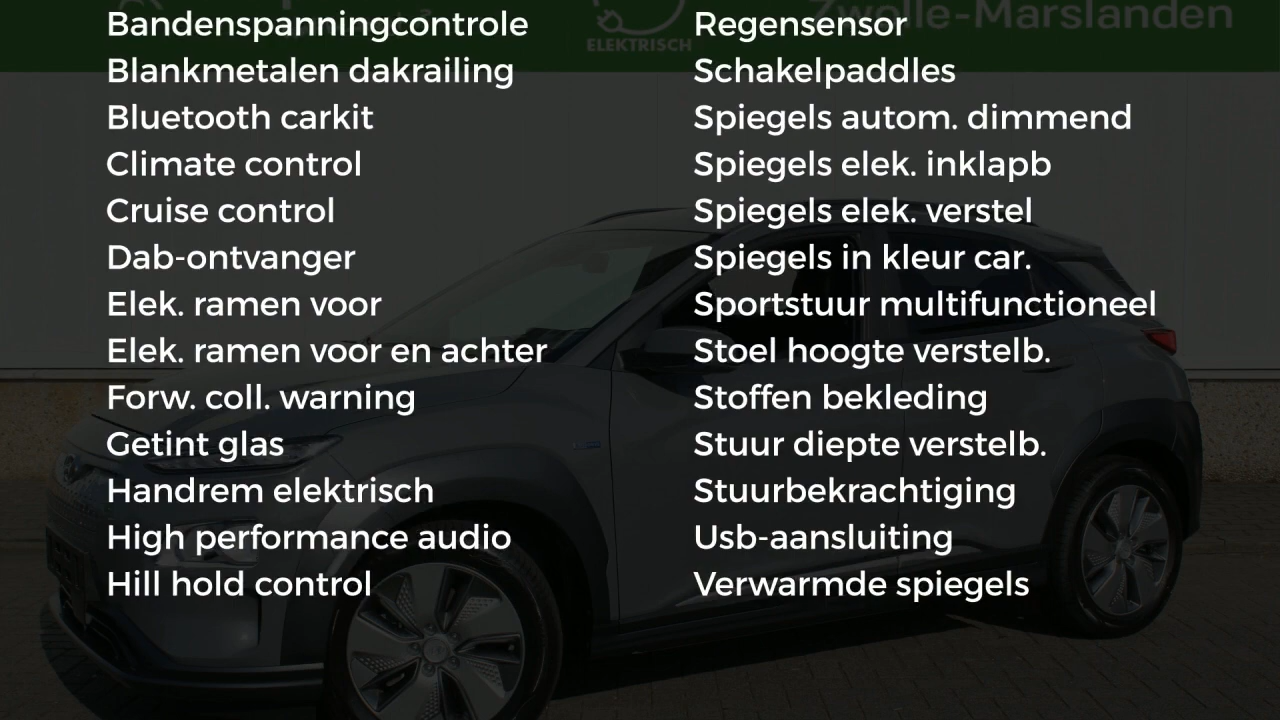 Zwolle-Marslanden
ELEKTRISCH
Bandenspanningcontrole
Blankmetalen dakrailing
Bluetooth carkit
Climate control
Cruise control
Dab-ontvanger
Elek. ramen voor
Elek. ramen voor en achter
Forw. coll. warning
Getint glas
Handrem elektrisch
High performance audio
Hill hold control
Regensensor
Schakelpaddles
Spiegels autom. dimmend
Spiegels elek. inklapb
Spiegels elek. verstel
Spiegels in kleur car.
Sportstuur multifunctioneel
Stoel hoogte verstelb.
Stoffen bekleding
Stuur diepte verstelb.
Stuurbekrachtiging
Usb-aansluiting
Verwarmde spiegels